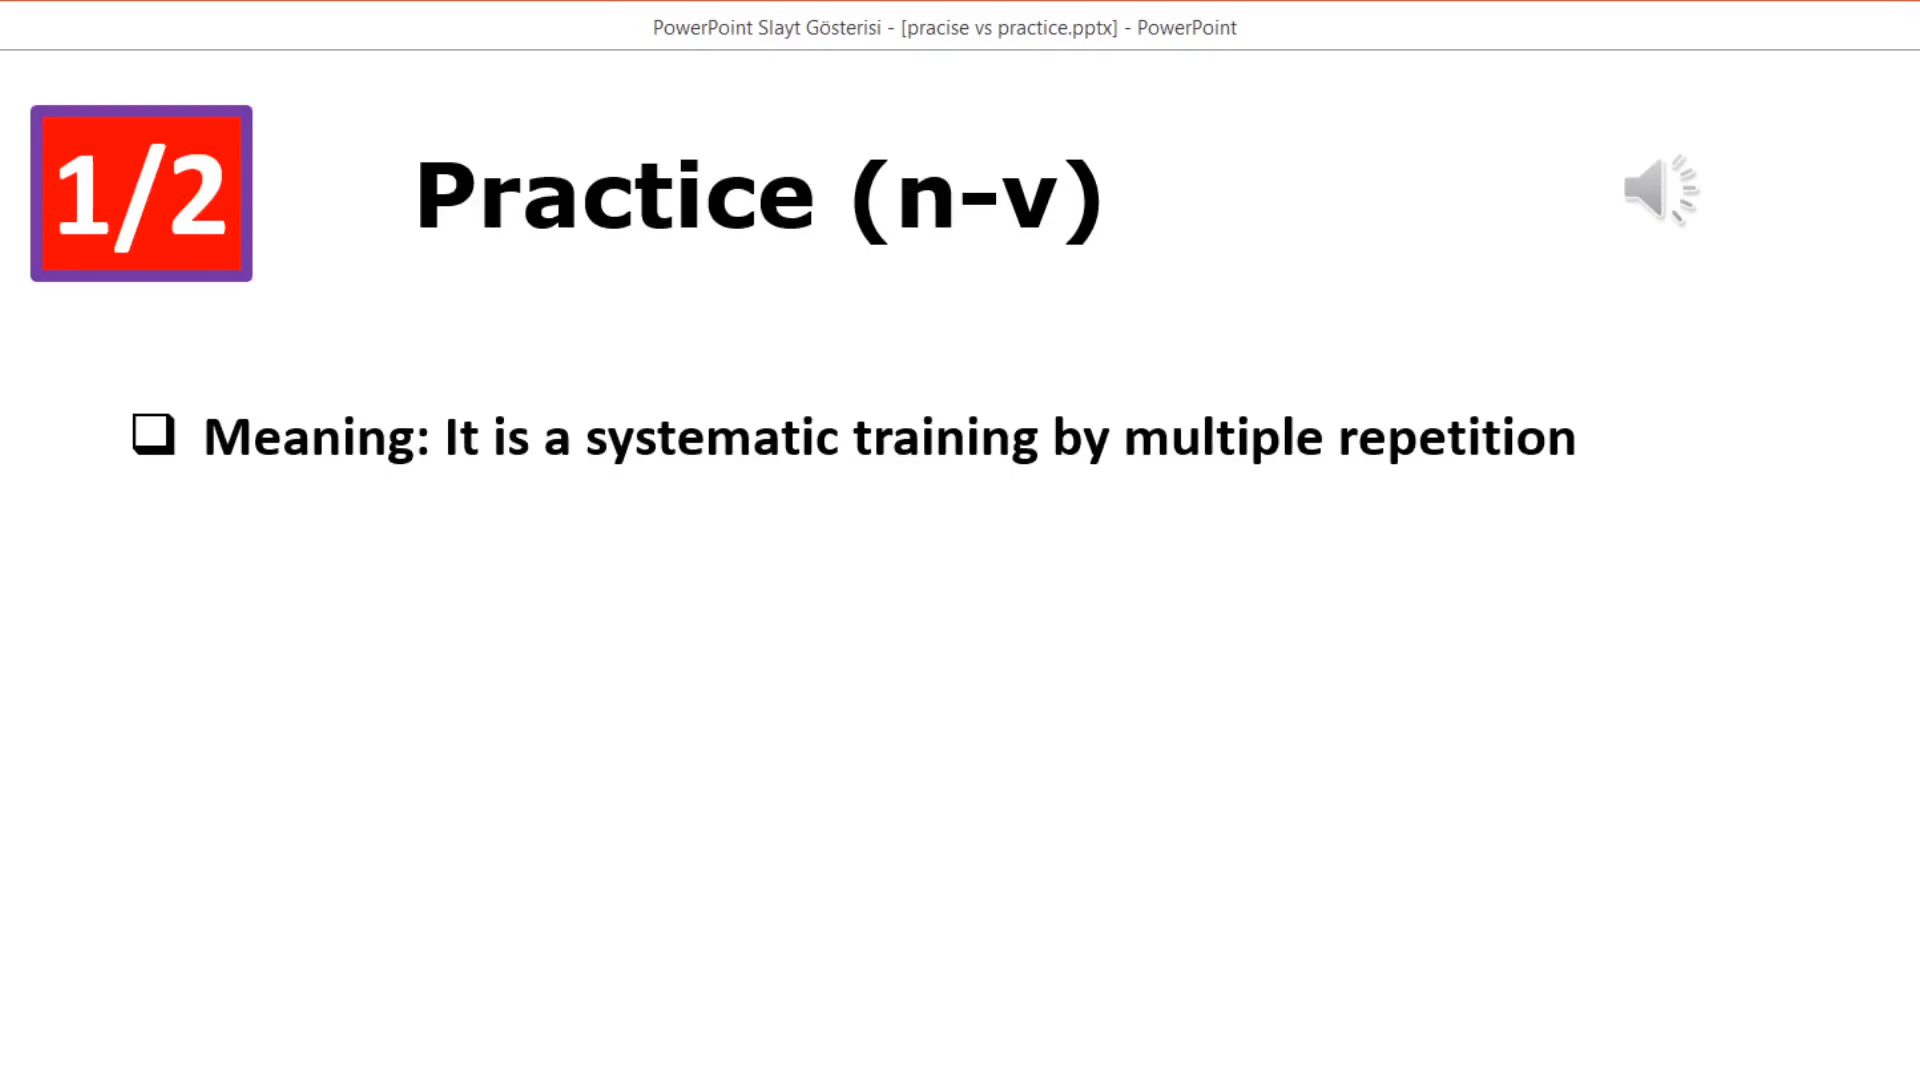 PowerPoint Slayt Gösterisi - [pracise vs practice.pptx] - PowerPoint
1/2
Practice (n-v)
Meaning: It is a systematic training by multiple repetition